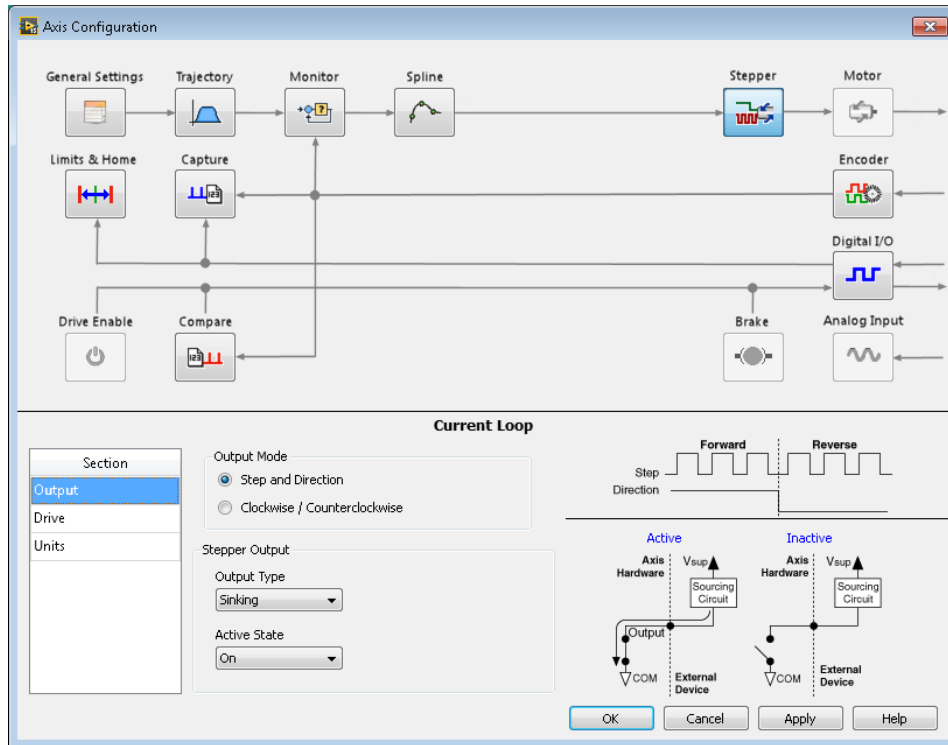 Axis Configuration
General Settings
Trajectory
Monitor
Spline
Stepper
Motor
Limits & Home
Capture
Encoder
123
Digital I/O
Drive Enable
Compare
Brake
Analog Input
123
Current Loop
Section
Output
Drive
Units
Output Mode
Step and Direction
Clockwise / Counterclockwise
Stepper Output
Output Type
Sinking
Active State
On
Forward
Reverse
Step
Direction
Active
Inactive
Axis
Hardware
Vsup
Sourcing
Circuit
Output
COM
External
Device
Axis
Hardware
Vsup
Sourcing
Circuit
COM
External
Device
OK
Cancel
Apply
Help